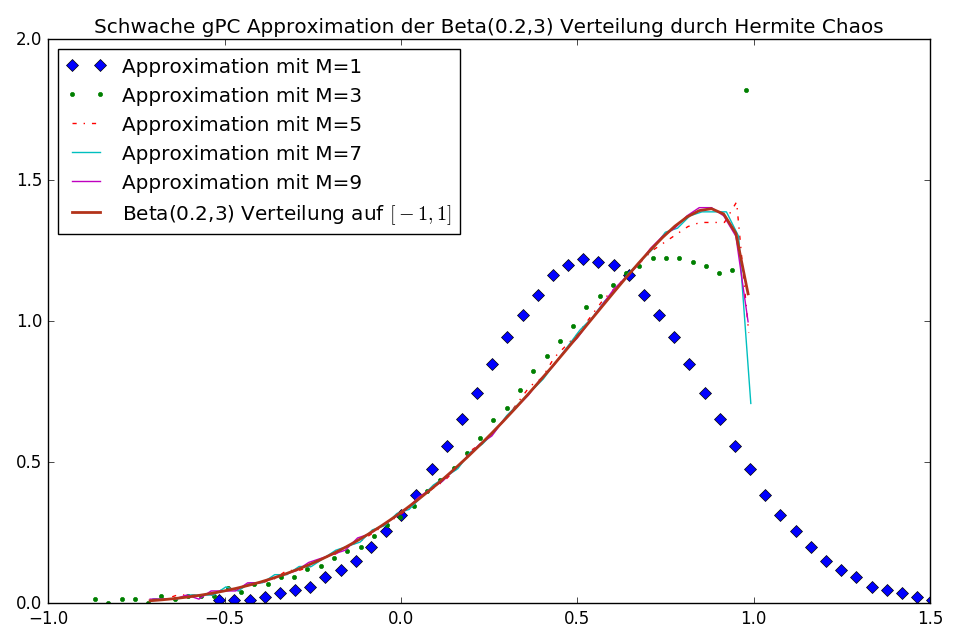 Schwache gPC Approximation der Beta(0.2,3) Verteilung durch Hermite Chaos
2.0
1.5
1.0
0.5
0.0
Approximation mit M=1
Approximation mit M=3
Approximation mit M=5
Approximation mit M=7
Approximation mit M=9
Beta(0.2,3) Verteilung auf [−1,1]
−1.0 −0.5 0.0 0.5 1.0 1.5